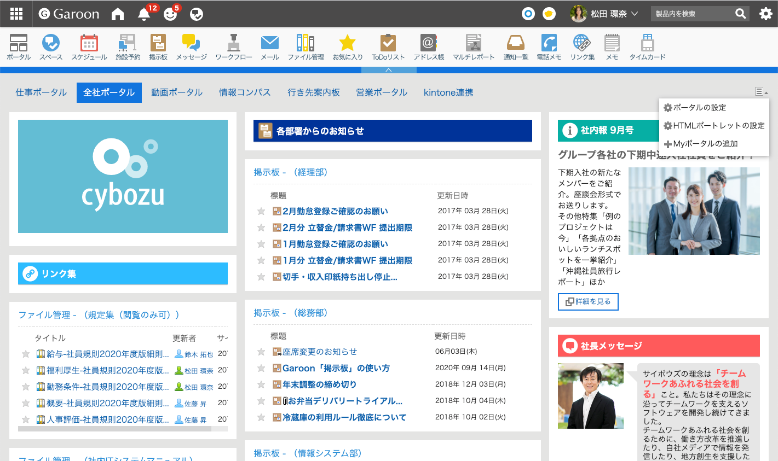 Garoon
12
5
松田 環奈
製品内を検索
ポータル
スペース
スケジュール
施設予約
掲示板
メッセージ
ワークフロー
メール
ファイル管理
お気に入り
ToDoリスト
アドレス帳
マルチレポート
通知一覧
電話メモ
リンク集
メモ
タイムカード
仕事ポータル
全社ポータル
動画ポータル
情報コンパス
行き先案内板
営業ポータル
kintone連携
ポータルの設定
HTMLポートレットの設定
Myポータルの追加
cybozu
リンク集
ファイル管理 - （規定集（閲覧のみ可））
タイトル 更新者 サイ
給与-社員規則2020年度版細則... 鈴木 拓也 20
福利厚生-社員規則2020年度版... 松田 環奈 20
勤務条件-社員規則2020年度版... 松田 環奈 20
概要-社員規則2020年度版細則... 佐藤 昇 20
人事評価-社員規則2020年度版... 佐藤 昇 20
各部署からのお知らせ
掲示板 - （経理部）
標題 更新日時
2月勤怠登録ご確認のお願い 2017年 03月 28日(火)
2月分 立替金/請求書WF 提出期限 2017年 03月 28日(火)
1月勤怠登録ご確認のお願い 2017年 03月 28日(火)
1月分 立替金/請求書WF 提出期限 2017年 03月 28日(火)
切手・収入印紙持ち出し停止... 2017年 03月 28日(火)
掲示板 - （総務部）
標題 更新日時
座席変更のお知らせ 06月03日(木)
Garoon「掲示板」の使い方 2020年 09月 14日(月)
年末調整の締め切り 2018年 12月 03日(月)
お弁当デリバリートライアル... 2018年 10月 04日(木)
冷蔵庫の利用ルール徹底について 2018年 10月 02日(火)
掲示板 - （情報システム部）
社内報 9月号
グループ各社の下期中途入社社員をご紹介！
下期入社の新たな
メンバーをご紹
介。座談会形式で
お送りします。
その他特集「例の
プロジェクトは
今」「各拠点のお
いしいランチスポ
ットを一挙紹介」
「沖縄社員旅行レ
ポート」ほか
詳細を見る
社長メッセージ
サイボウズの理念は「チーム
ワークあふれる社会を創
る」こと。私たちはその理念に
沿ってチームワークを支えるソ
フトウェアを開発し続けてきま
した。
チームワークあふれる社会を創
るために、働き方改革を推進し
たり、自社メディアで情報を発
信したり、地方創生を支援した